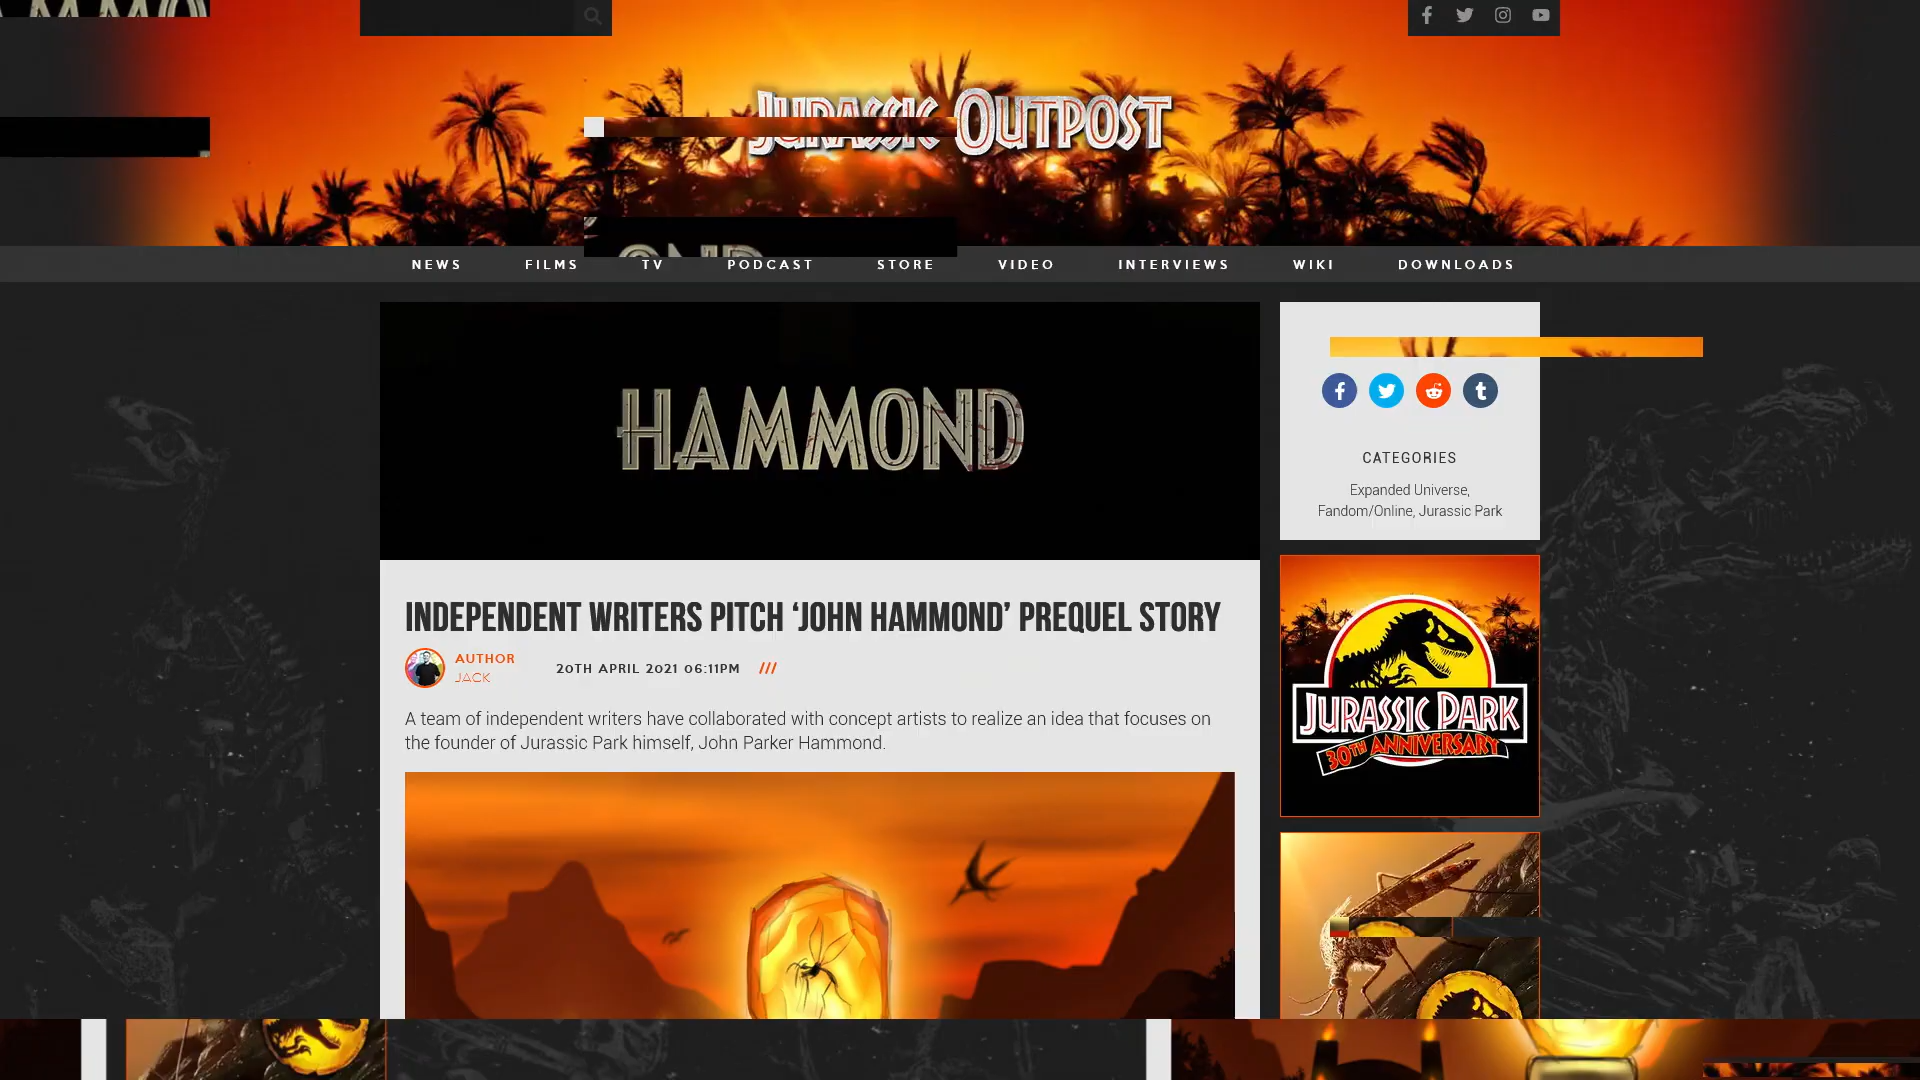 JURASSIC OUTPOST
NEWS FILMS TV PODCAST STORE VIDEO INTERVIEWS WIKI DOWNLOADS
HAMMOND
INDEPENDENT WRITERS PITCH ‘JOHN HAMMOND’ PREQUEL STORY
AUTHOR
JACK
20TH APRIL 2021 06:11PM ///
A team of independent writers have collaborated with concept artists to realize an idea that focuses on
the founder of Jurassic Park himself, John Parker Hammond.
CATEGORIES
Expanded Universe,
Fandom/Online, Jurassic Park
JURASSIC PARK
30TH ANNIVERSARY